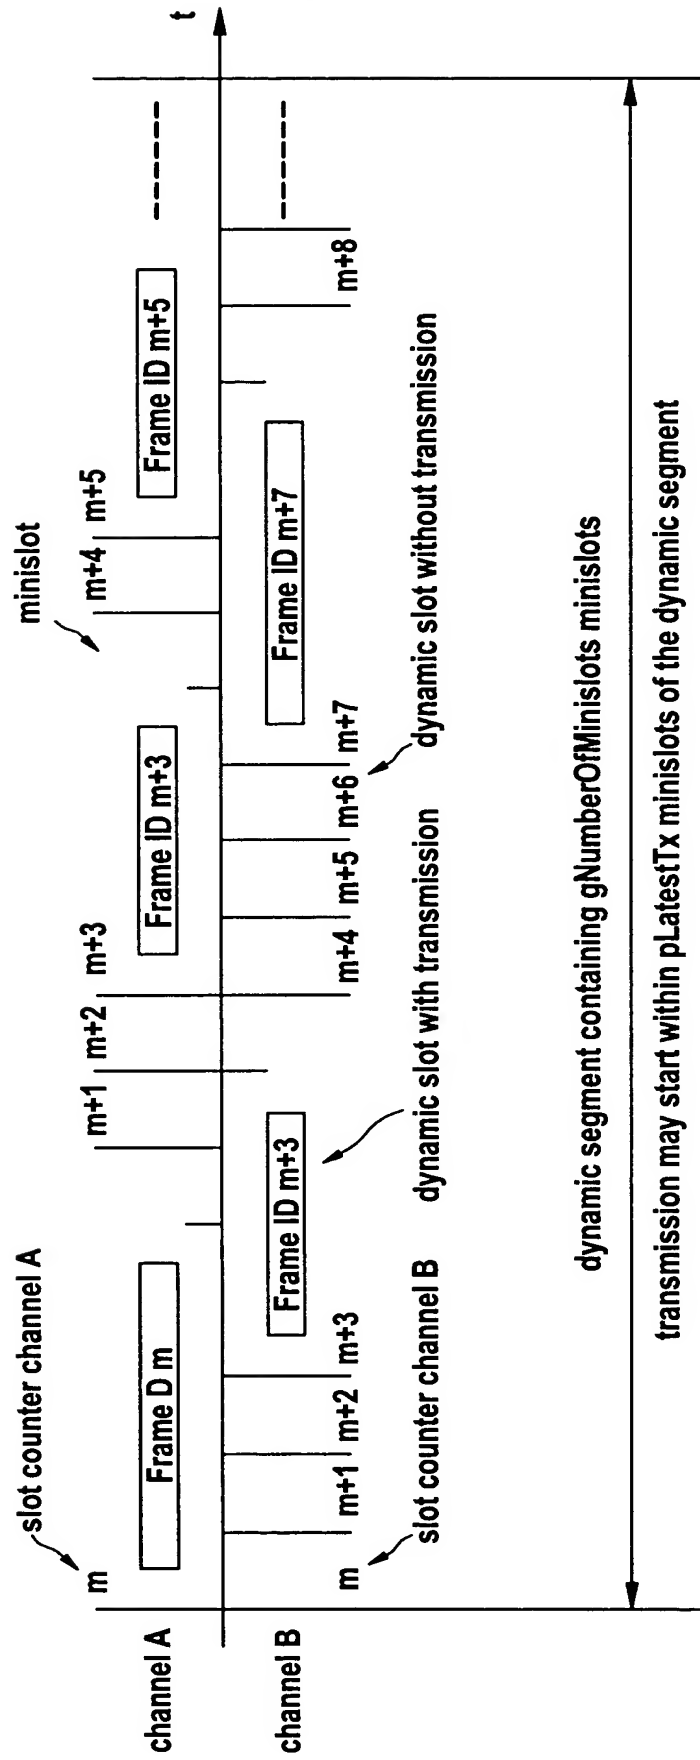 slot counter channel A
minislot
m
m+1
m+2
m+3
m+4
m+5
channel A
Frame D m
Frame ID m+3
Frame ID m+5
t
channel B
Frame ID m+3
Frame ID m+7
m
m+1
m+2
m+3
m+4
m+5
m+6
m+7
m+8
slot counter channel B
dynamic slot with transmission
dynamic slot without transmission
dynamic segment containing gNumberOfMinislots minislots
transmission may start within pLatestTx minislots of the dynamic segment